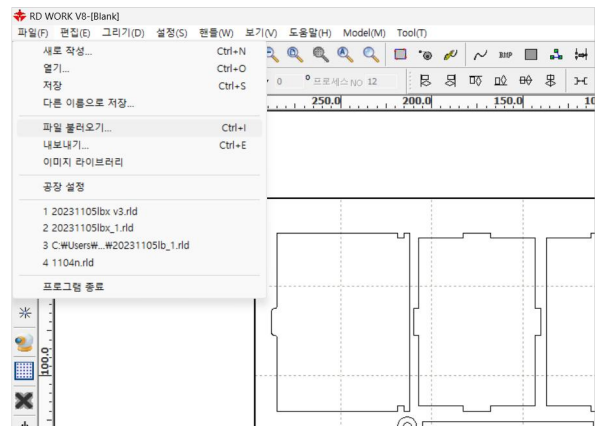 RD WORK V8-[Blank]
파일(F) 편집(E) 그리기(D) 설정(S) 핸들(W) 보기(V) 도움말(H) Model(M) Tool(T)
새로 작성... Ctrl+N
열기... Ctrl+O
저장 Ctrl+S
다른 이름으로 저장...
파일 불러오기... Ctrl+I
내보내기... Ctrl+E
이미지 라이브러리
공장 설정
1 20231105lbx v3.rld
2 20231105lbx_1.rld
3 C:₩Users₩...₩20231105lb_1.rld
4 1104n.rld
프로그램 종료
BMP
0 ° 프로세스 NO 12
250.0 200.0 150.0 10
100.0